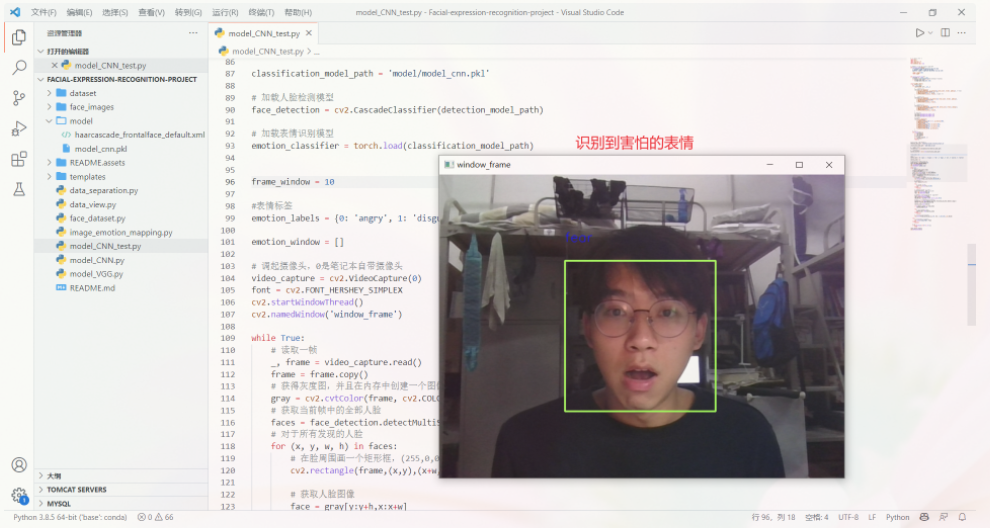 文件(F) 编辑(E) 选择(S) 查看(V) 转到(G) 运行(R) 终端(T) 帮助(H) model_CNN_test.py - Facial-expression-recognition-project - Visual Studio Code
资源管理器
打开的编辑器
model_CNN_test.py
FACIAL-EXPRESSION-RECOGNITION-PROJECT
dataset
face_images
model
haarcascade_frontalface_default.xml
model_cnn.pkl
README.assets
templates
data_separation.py
data_view.py
face_dataset.py
image_emotion_mapping.py
model_CNN_test.py
model_CNN.py
model_VGG.py
README.md
大纲
TOMCAT SERVERS
MYSQL
model_CNN_test.py
model_CNN_test.py > ...
86
87 classification_model_path = 'model/model_cnn.pkl'
88
89 # 加载人脸检测模型
90 face_detection = cv2.CascadeClassifier(detection_model_path)
91
92 # 加载表情识别模型
93 emotion_classifier = torch.load(classification_model_path)
94
95
96 frame_window = 10
97
98 #表情标签
99 emotion_labels = {0: 'angry', 1: 'disgu
100
101 emotion_window = []
102
103 # 调起摄像头，0是笔记本自带摄像头
104 video_capture = cv2.VideoCapture(0)
105 font = cv2.FONT_HERSHEY_SIMPLEX
106 cv2.startWindowThread()
107 cv2.namedWindow('window_frame')
108
109 while True:
110 # 读取一帧
111 _, frame = video_capture.read()
112 frame = frame.copy()
113 # 获得灰度图，并且在内存中创建一个图像
114 gray = cv2.cvtColor(frame, cv2.COLO
115 # 获取当前帧中的全部人脸
116 faces = face_detection.detectMultiS
117 # 对于所有发现的人脸
118 for (x, y, w, h) in faces:
119 # 在脸周围画一个矩形框，(255,0,0
120 cv2.rectangle(frame,(x,y),(x+w,
121
122 # 获取人脸图像
123 face = gray[y:y+h,x:x+w]
识别到害怕的表情
window_frame
fear
Python 3.8.5 64-bit ('base': conda) 0 66 行 96，列 18 空格: 4 UTF-8 LF Python